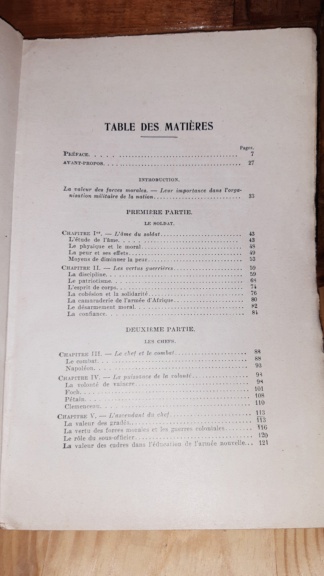 TABLE DES MATIÈRES
Pages.
PRÉFACE. . . . . 7
AVANT-PROPOS. . . . . 27
INTRODUCTION.
La valeur des forces morales. — Leur importance dans l'orga-
nisation militaire de la nation. . . . . 33
PREMIÈRE PARTIE.
LE SOLDAT.
CHAPITRE Ier. — L'âme du soldat. . . . . 43
L'étude de l'âme. . . . . 43
Le physique et le moral. . . . . 48
La peur et ses effets. . . . . 49
Moyens de diminuer la peur. . . . . 53
CHAPITRE II. — Les vertus guerrières. . . . . 59
La discipline. . . . . 59
Le patriotisme. . . . . 68
L'esprit de corps. . . . . 74
La cohésion et la solidarité. . . . . 76
La camaraderie de l'armée d'Afrique. . . . . 80
Le désarmement moral. . . . . 82
La confiance. . . . . 84
DEUXIÈME PARTIE.
LES CHEFS.
CHAPITRE III. — Le chef et le combat. . . . . 88
Le combat. . . . . 88
Napoléon. . . . . 93
CHAPITRE IV. — La puissance de la volonté. . . . . 94
La volonté de vaincre. . . . . 94
Foch. . . . . 101
Pétain. . . . . 108
Clemenceau. . . . . 110
CHAPITRE V. — L'ascendant du chef. . . . . 113
La valeur des gradés. . . . . 113
La vertu des forces morales et les guerres coloniales. . . . . 116
Le rôle du sous-officier. . . . . 120
La valeur des cadres dans l'éducation de l'armée nouvelle. . . 121